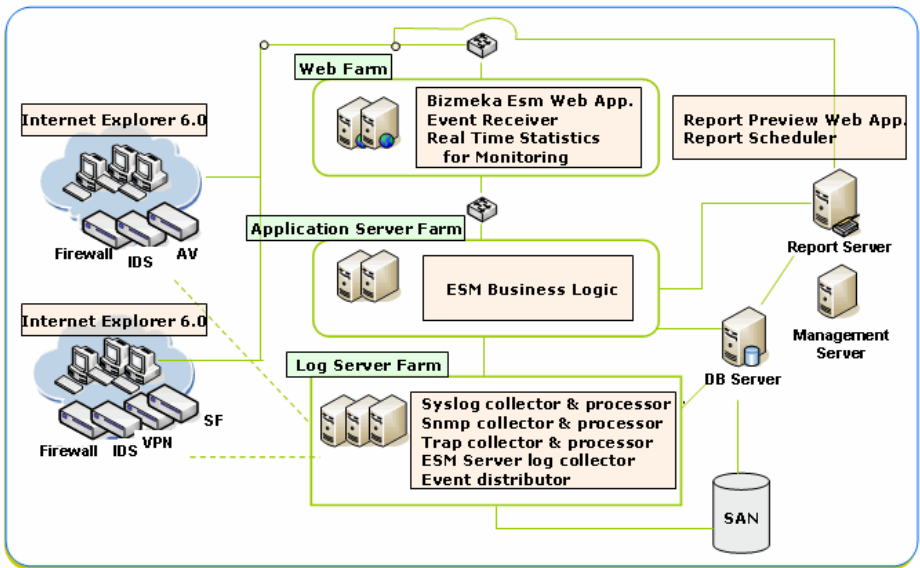 Web Farm
Bizmeka Esm Web App.
Event Receiver
Real Time Statistics
for Monitoring
Internet Explorer 6.0
Firewall
IDS
AV
Report Preview Web App.
Report Scheduler
Application Server Farm
ESM Business Logic
Report Server
Management
Server
Internet Explorer 6.0
Firewall
IDS
VPN
SF
Log Server Farm
Syslog collector & processor
Snmp collector & processor
Trap collector & processor
ESM Server log collector
Event distributor
DB Server
SAN